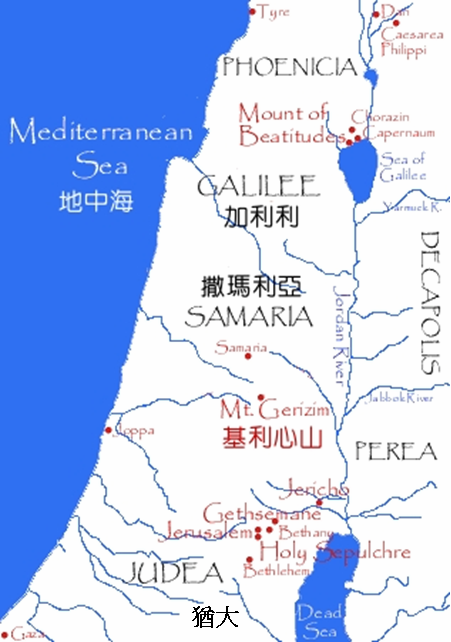 Tyre
Dan
Caesarea
Philippi
PHOENICIA
Mount of
Beatitudes
Chorazin
Capernaum
Mediterranean
Sea
地中海
Sea of
Galilee
GALILEE
加利利
Yarmuek R.
DECAPOLIS
撒瑪利亞
SAMARIA
Jordan River
Samaria
Jabbok River
Mt. Gerizim
基利心山
Joppa
PEREA
Jericho
Gethsemane
Jerusalem
Bethany
Holy Sepulchre
Bethlehem
JUDEA
猶大
Dead
Sea
Gaza